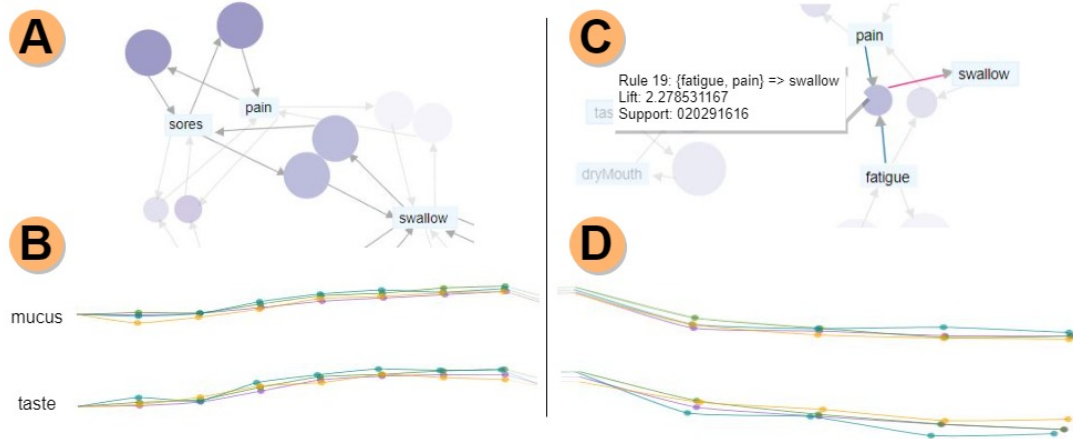 A
pain
sores
swallow
B
mucus
taste
C
pain
swallow
Rule 19: {fatigue, pain} => swallow
Lift: 2.278531167
Support: 020291616
tas
dryMouth
fatigue
D